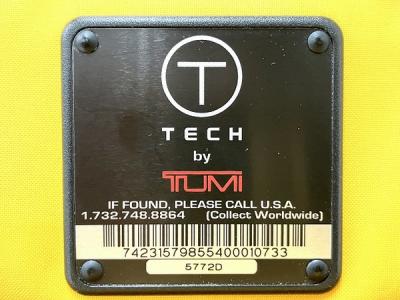 T
TECH
by
TUMI
IF FOUND, PLEASE CALL U.S.A.
1.732.748.8864 (Collect Worldwide)
74231579855400010733
5772D